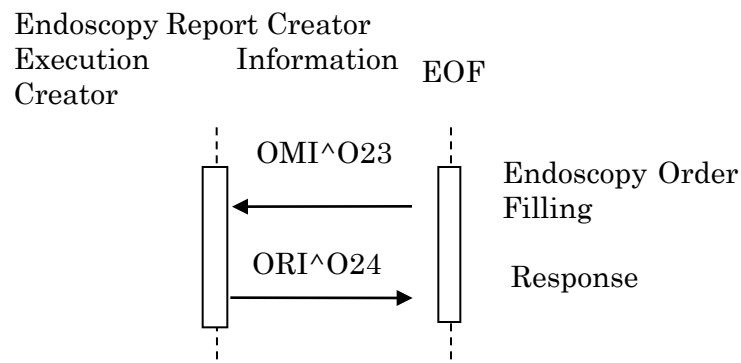 Endoscopy Report Creator
Execution Information
Creator
EOF
OMI^O23
Endoscopy Order
Filling
ORI^O24
Response